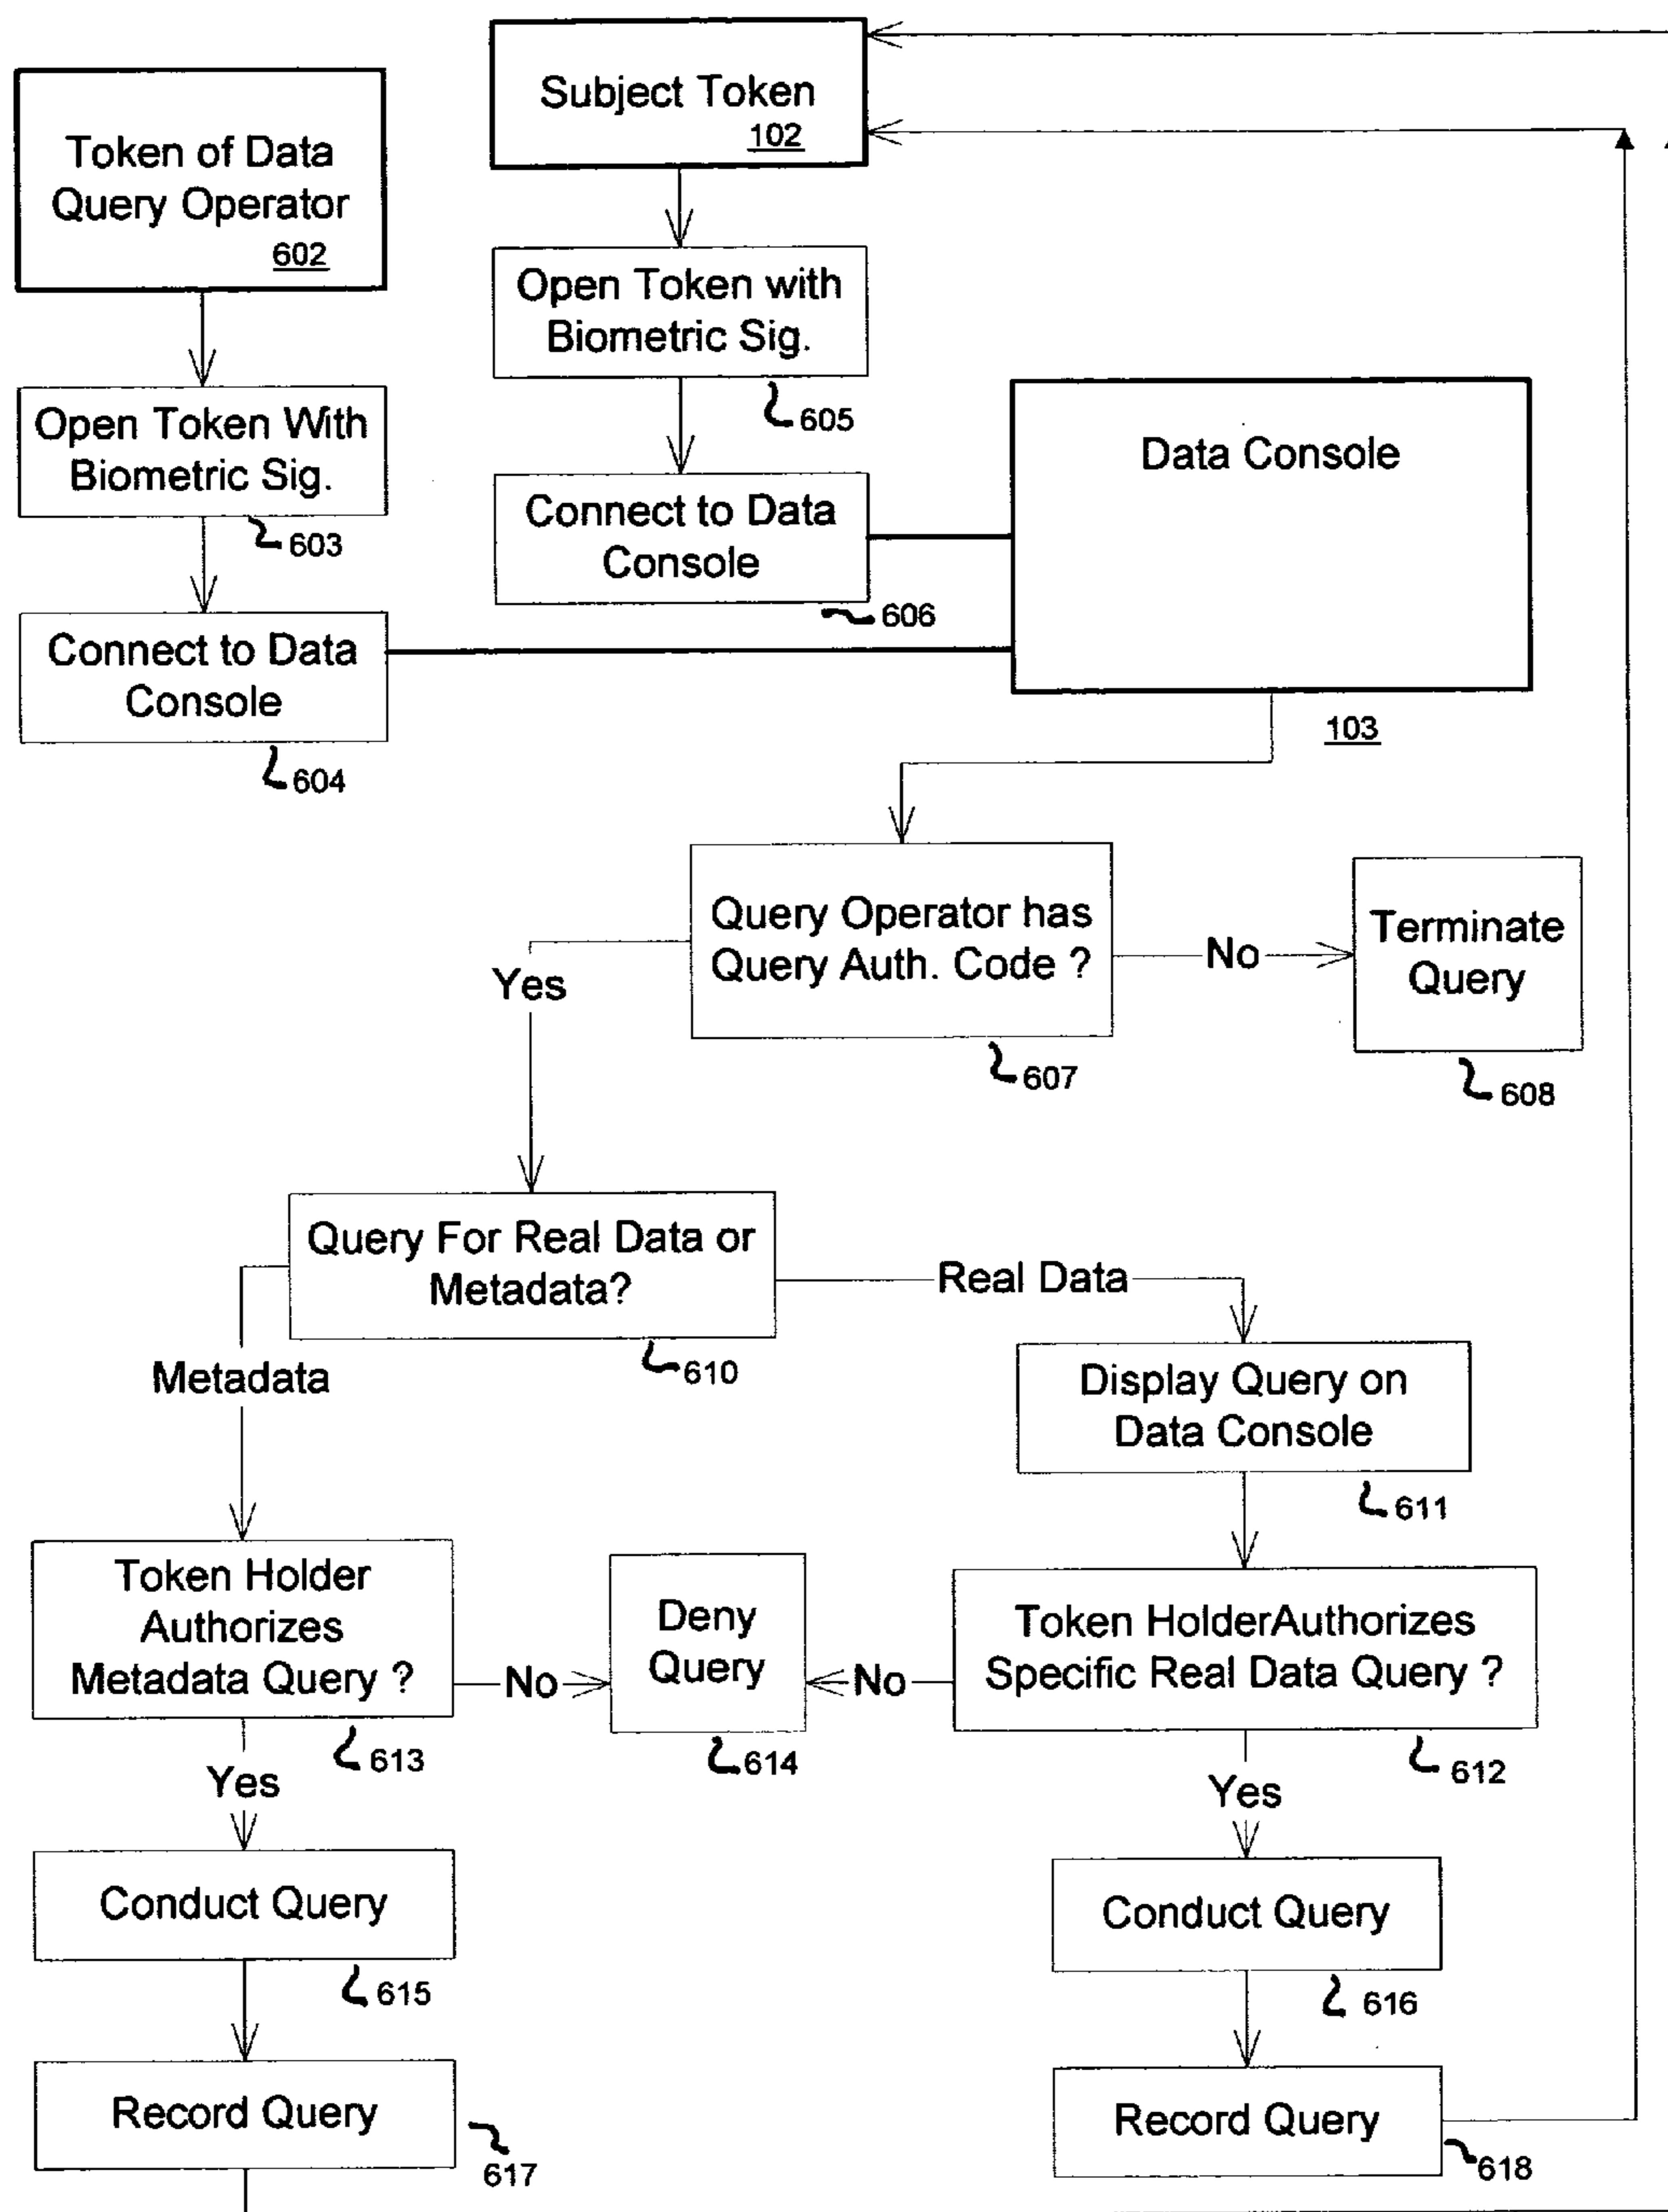 Subject Token
102
Token of Data
Query Operator
602
Open Token with
Biometric Sig.
605
Open Token With
Biometric Sig.
603
Data Console
103
Connect to Data
Console
606
Connect to Data
Console
604
Query Operator has
Query Auth. Code ?
607
No
Terminate
Query
608
Yes
Query For Real Data or
Metadata?
610
Real Data
Metadata
Display Query on
Data Console
611
Token Holder
Authorizes
Metadata Query ?
613
No
Deny
Query
614
No
Token HolderAuthorizes
Specific Real Data Query ?
612
Yes
Yes
Conduct Query
615
Conduct Query
616
Record Query
617
Record Query
618